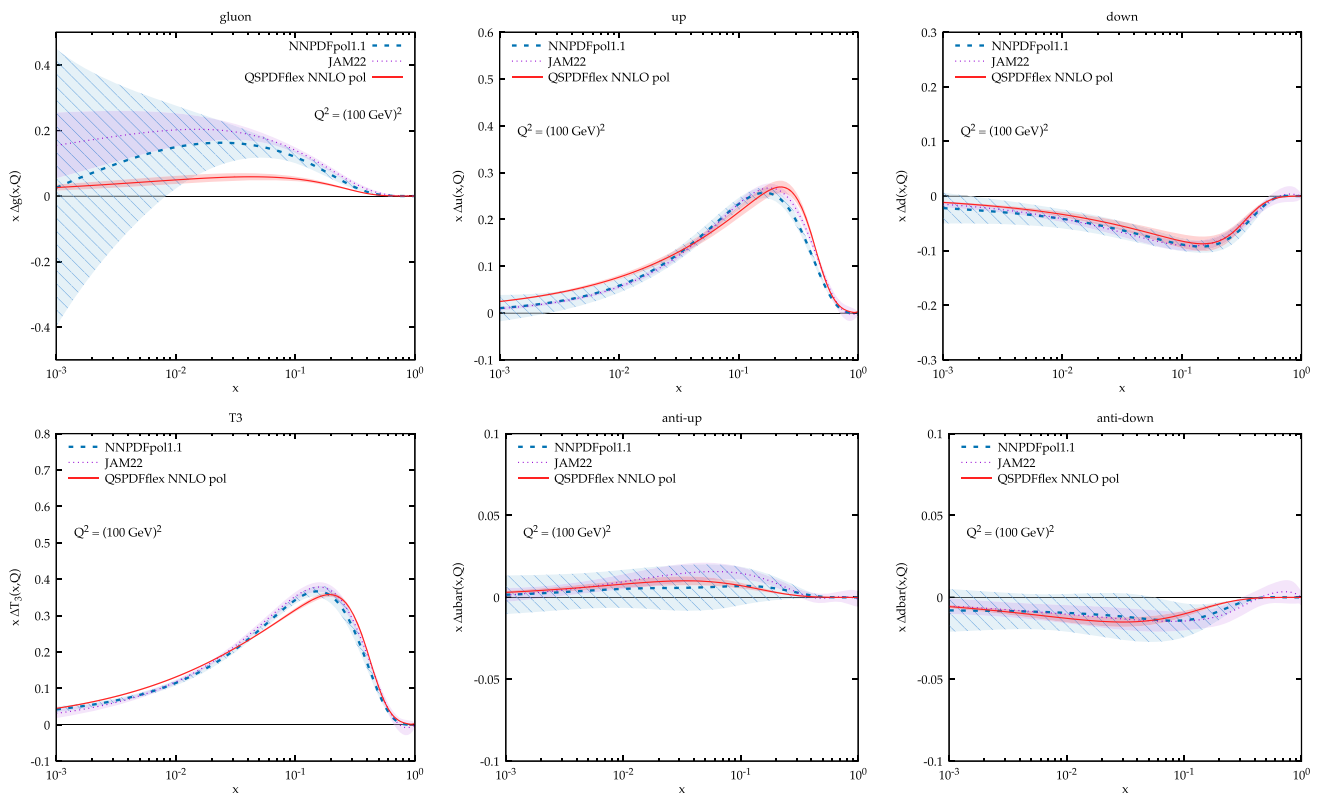 gluon
NNPDFpol1.1
JAM22
QSPDFflex NNLO pol
Q² = (100 GeV)²
x Δg(x,Q)
0.4
0.2
0
-0.2
-0.4
10⁻³
10⁻²
10⁻¹
10⁰
x
up
NNPDFpol1.1
JAM22
QSPDFflex NNLO pol
Q² = (100 GeV)²
x Δu(x,Q)
0.6
0.5
0.4
0.3
0.2
0.1
0
-0.1
10⁻³
10⁻²
10⁻¹
10⁰
x
down
NNPDFpol1.1
JAM22
QSPDFflex NNLO pol
Q² = (100 GeV)²
x Δd(x,Q)
0.3
0.2
0.1
0
-0.1
-0.2
-0.3
10⁻³
10⁻²
10⁻¹
10⁰
x
T3
NNPDFpol1.1
JAM22
QSPDFflex NNLO pol
Q² = (100 GeV)²
x ΔT₃(x,Q)
0.8
0.7
0.6
0.5
0.4
0.3
0.2
0.1
0
-0.1
10⁻³
10⁻²
10⁻¹
10⁰
x
anti-up
NNPDFpol1.1
JAM22
QSPDFflex NNLO pol
Q² = (100 GeV)²
x Δubar(x,Q)
0.1
0.05
0
-0.05
-0.1
10⁻³
10⁻²
10⁻¹
10⁰
x
anti-down
NNPDFpol1.1
JAM22
QSPDFflex NNLO pol
Q² = (100 GeV)²
x Δdbar(x,Q)
0.1
0.05
0
-0.05
-0.1
10⁻³
10⁻²
10⁻¹
10⁰
x